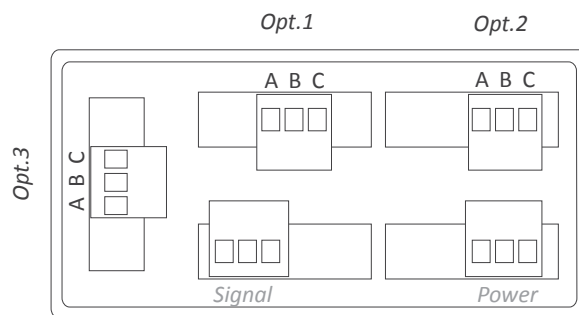 Opt.1
Opt.2
A B C
A B C
Opt.3
A B C
Signal
Power